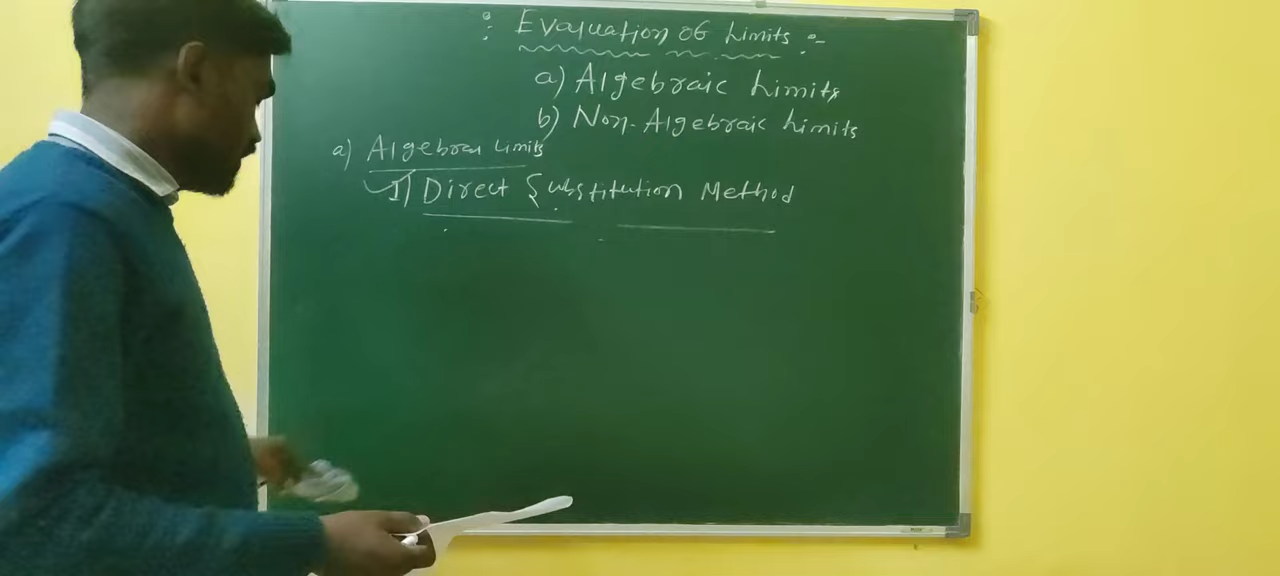 : Evaluation of Limits :-
a) Algebraic Limits
b) Non-Algebraic Limits
a) Algebraic Limits
I) Direct Substitution Method